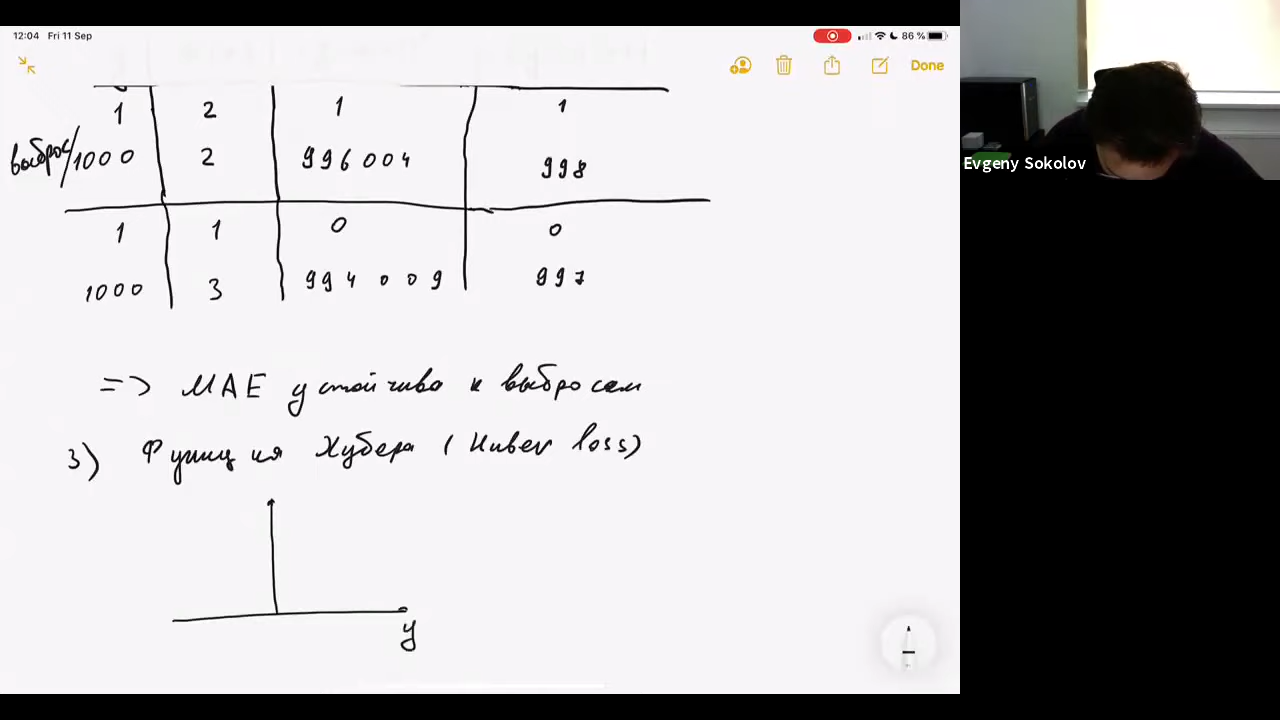 12:04 Fri 11 Sep 86 %
Done
1 2 1 1
выброс/1000 2 996004 998
1 1 0 0
1000 3 994009 997
=> MAE устойчиво к выбросам
3) Функция Хубера (Huber loss)
y
Evgeny Sokolov